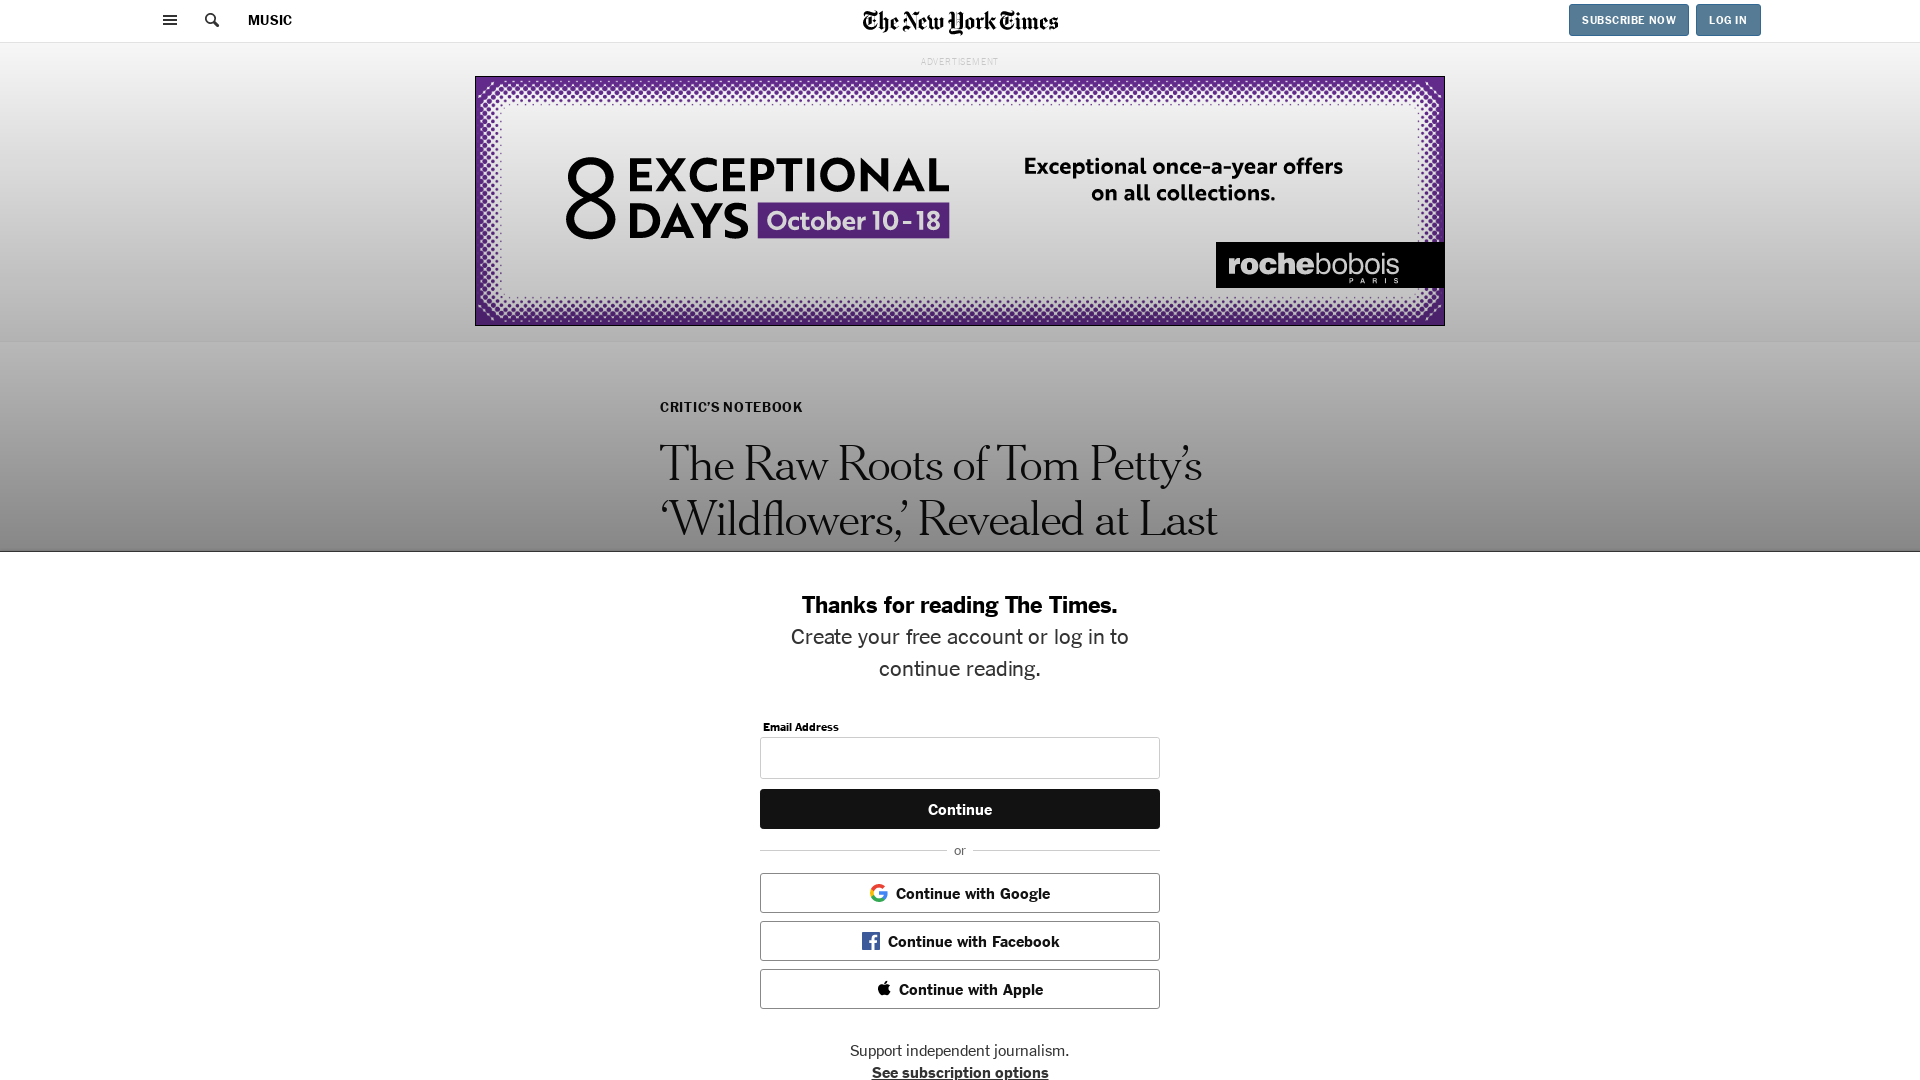 MUSIC
The New York Times
SUBSCRIBE NOW
LOG IN
ADVERTISEMENT
8 EXCEPTIONAL
DAYS October 10-18
Exceptional once-a-year offers
on all collections.
rochebobois
PARIS
CRITIC’S NOTEBOOK
The Raw Roots of Tom Petty’s
‘Wildflowers,’ Revealed at Last
Thanks for reading The Times.
Create your free account or log in to
continue reading.
Email Address
Continue
or
Continue with Google
Continue with Facebook
Continue with Apple
Support independent journalism.
See subscription options